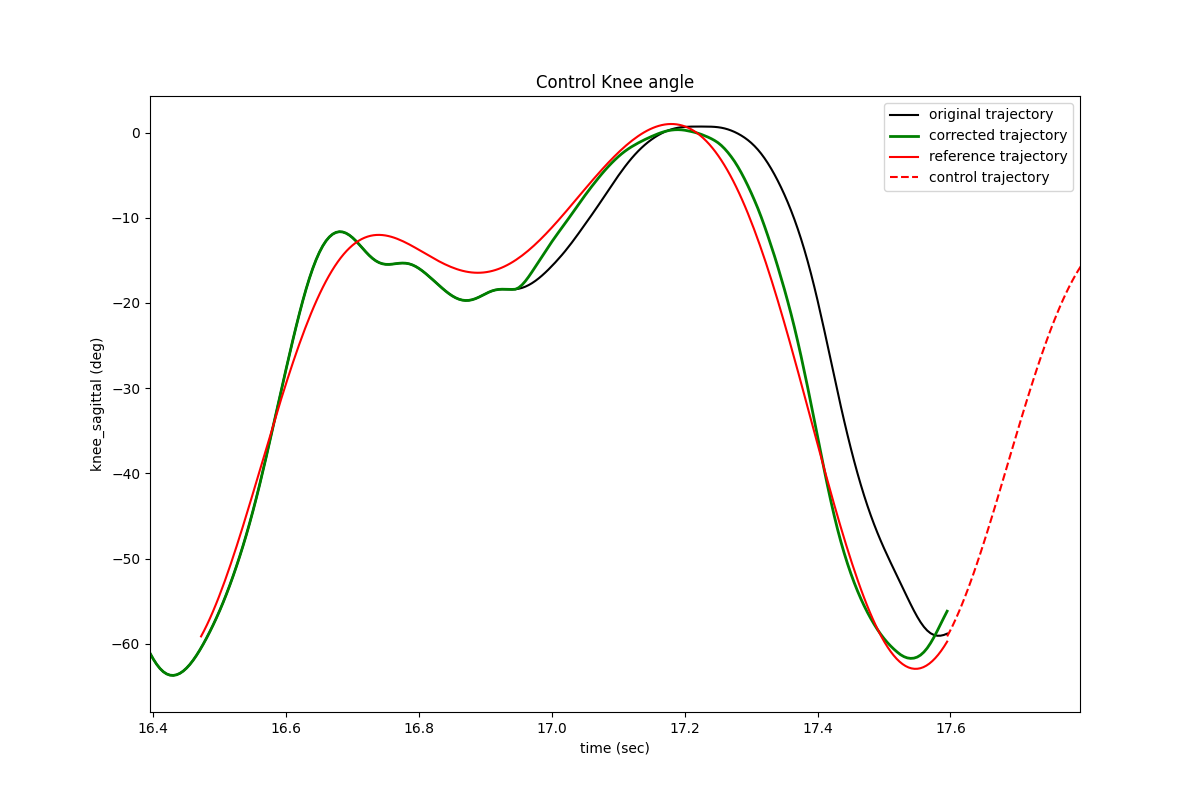 Control Knee angle
original trajectory
corrected trajectory
reference trajectory
control trajectory
knee_sagittal (deg)
0
−10
−20
−30
−40
−50
−60
16.4 16.6 16.8 17.0 17.2 17.4 17.6
time (sec)